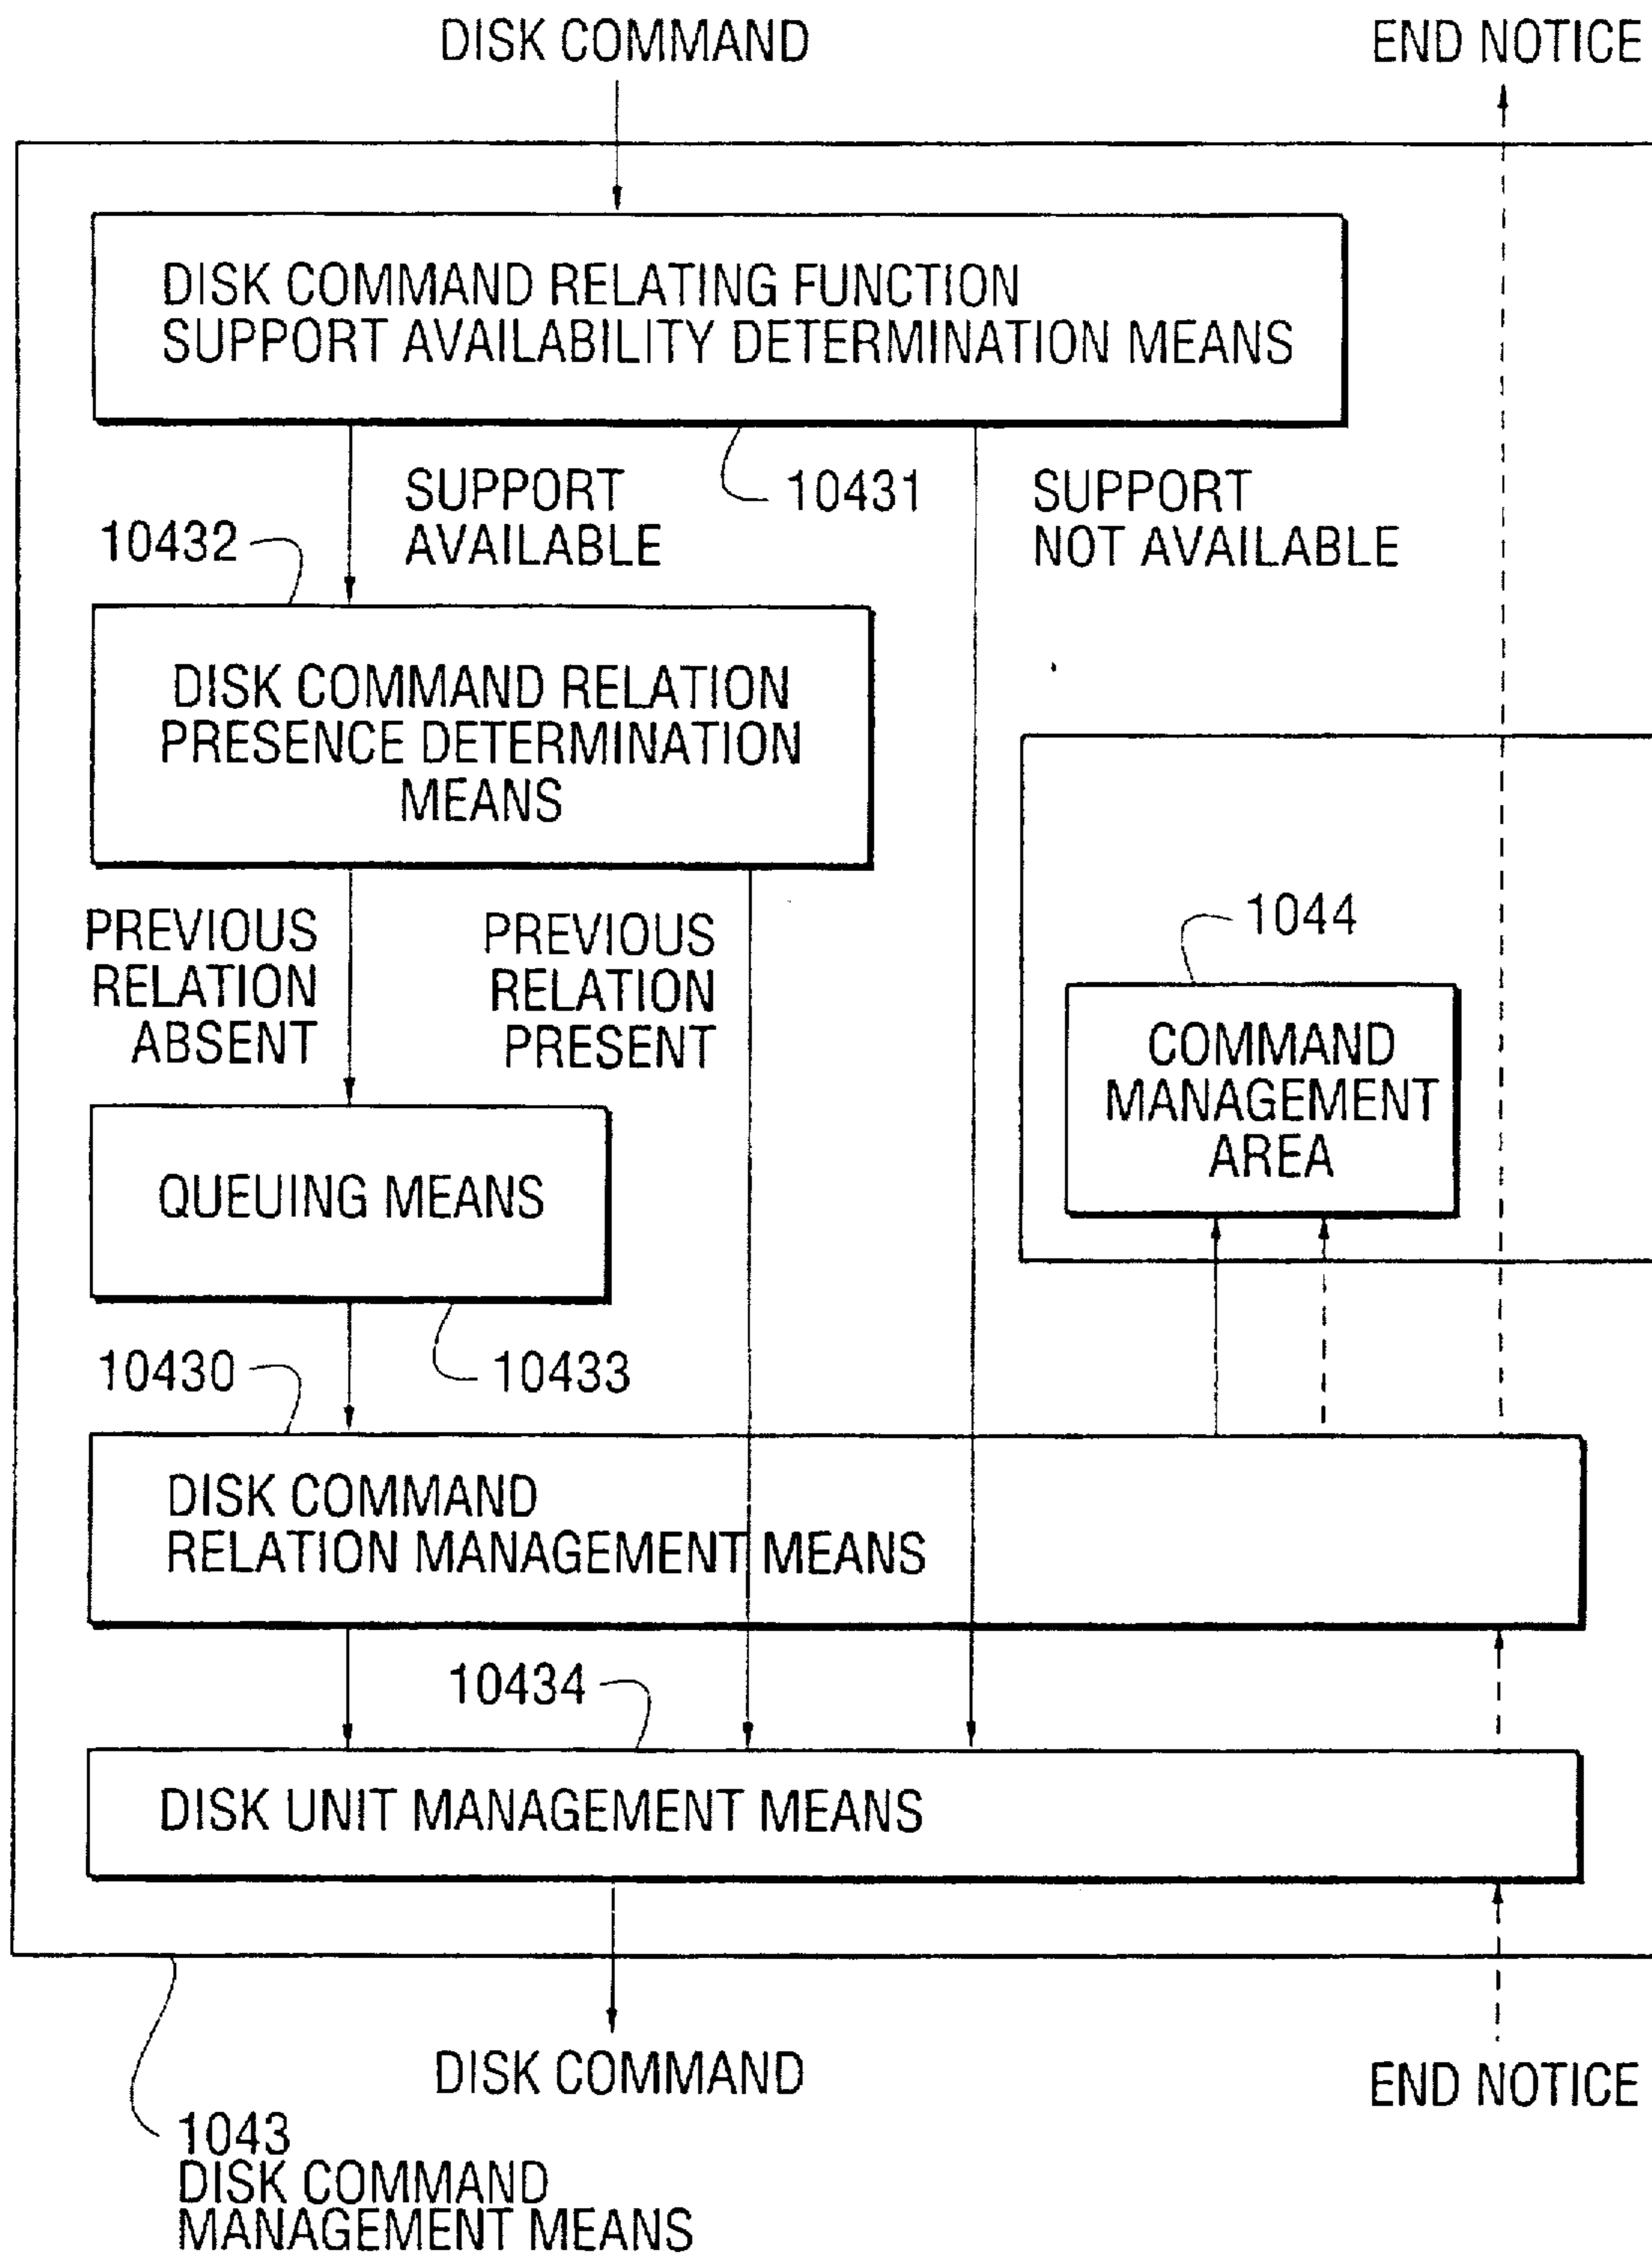 DISK COMMAND
END NOTICE
DISK COMMAND RELATING FUNCTION
SUPPORT AVAILABILITY DETERMINATION MEANS
SUPPORT
AVAILABLE
10431
SUPPORT
NOT AVAILABLE
10432
DISK COMMAND RELATION
PRESENCE DETERMINATION
MEANS
PREVIOUS
RELATION
ABSENT
PREVIOUS
RELATION
PRESENT
1044
COMMAND
MANAGEMENT
AREA
QUEUING MEANS
10430
10433
DISK COMMAND
RELATION MANAGEMENT MEANS
10434
DISK UNIT MANAGEMENT MEANS
DISK COMMAND
END NOTICE
1043
DISK COMMAND
MANAGEMENT MEANS